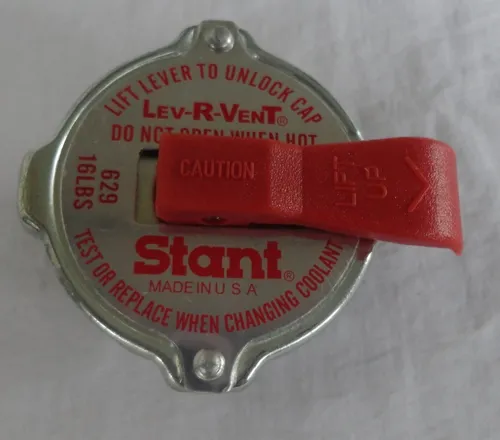 LIFT LEVER TO UNLOCK CAP
LEV-R-VENT®
DO NOT OPEN WHEN HOT
CAUTION
LIFT
UP
629
16LBS
Stant®
MADE IN U S A
TEST OR REPLACE WHEN CHANGING COOLANT